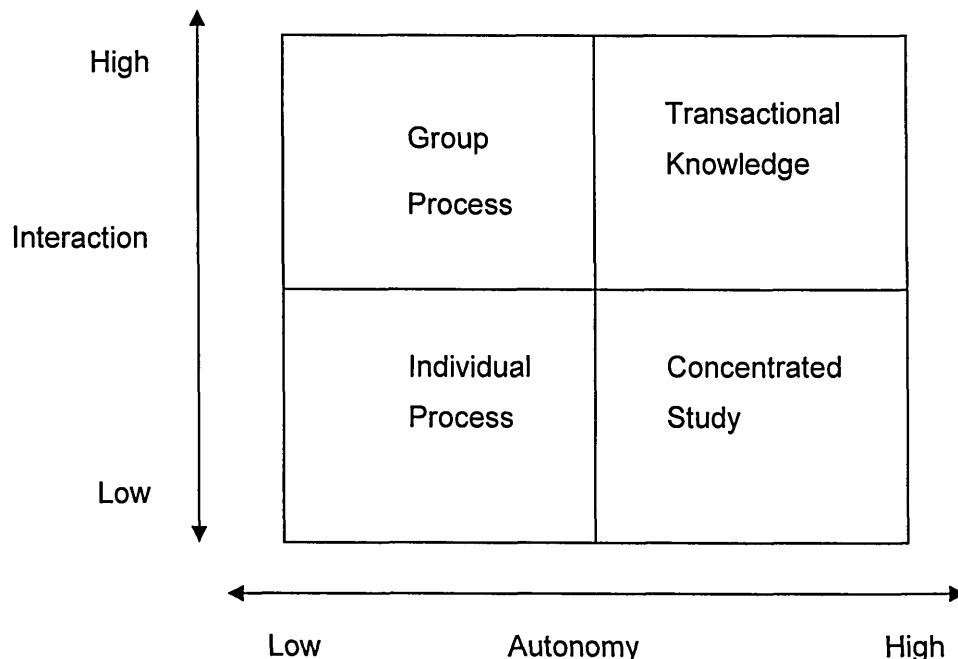 High
Interaction
Low
Group
Process
Transactional
Knowledge
Individual
Process
Concentrated
Study
Low
Autonomy
High